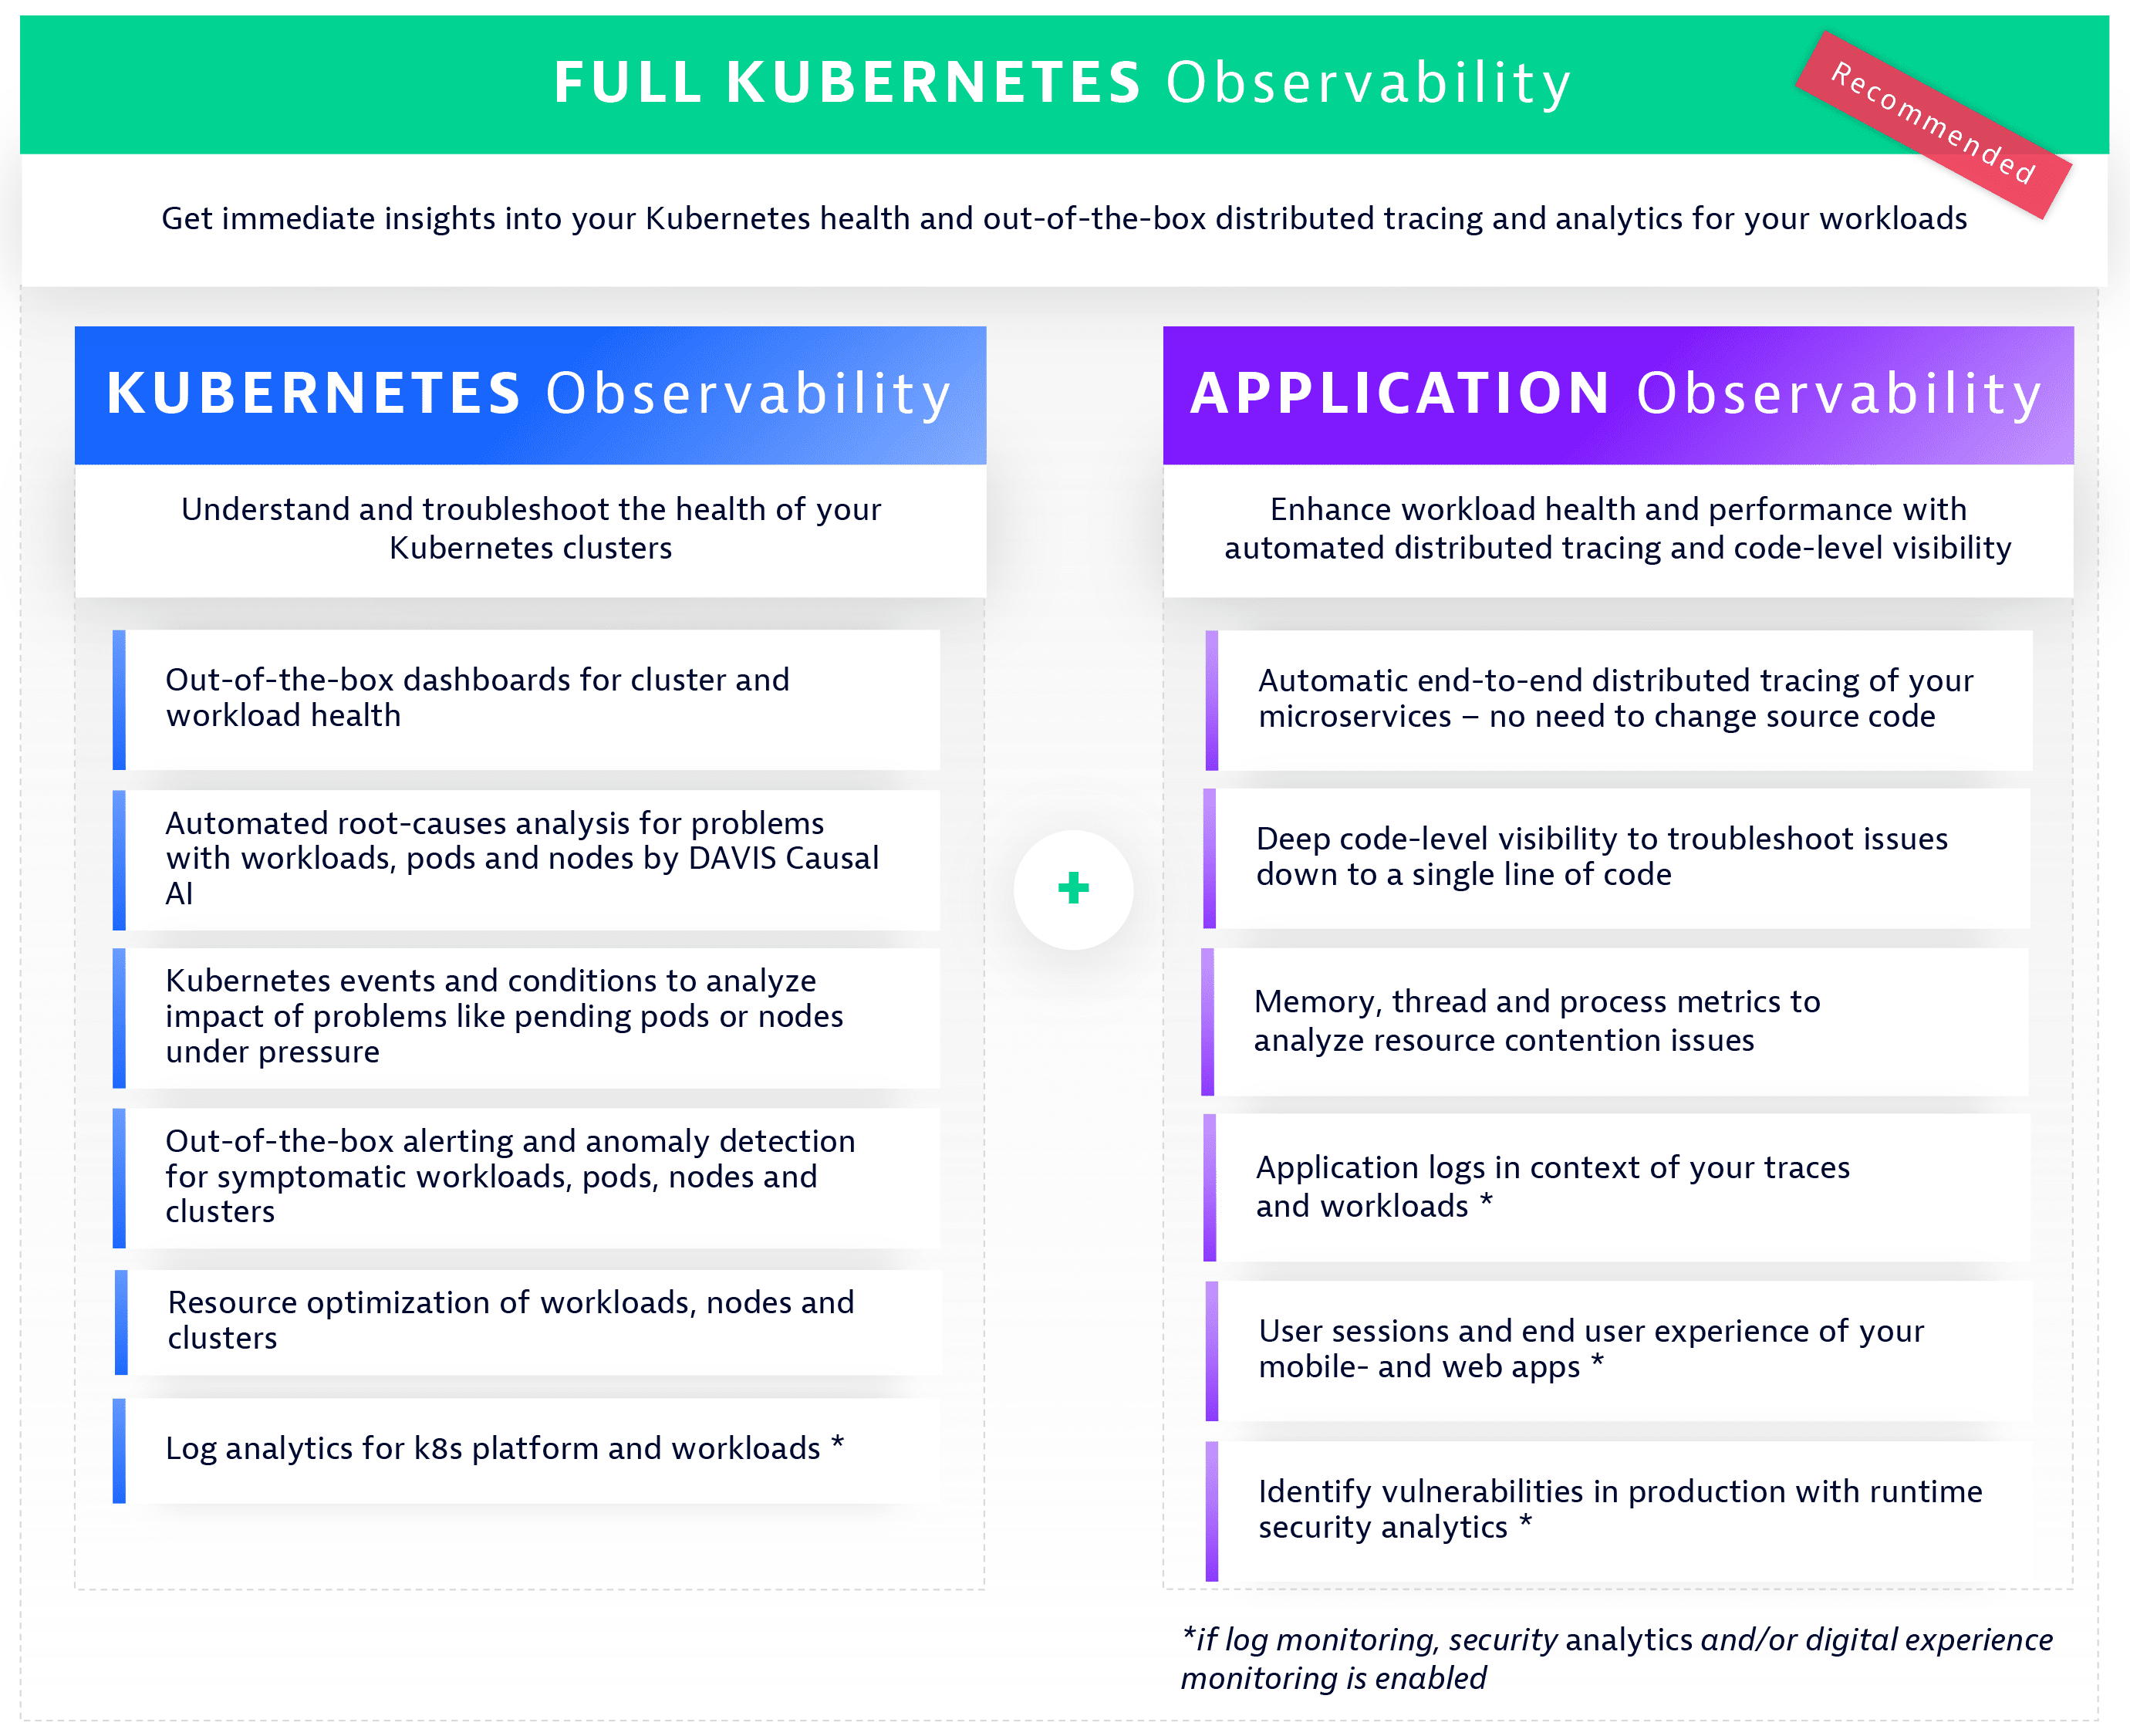 FULL KUBERNETES Observability
Recommended
Get immediate insights into your Kubernetes health and out-of-the-box distributed tracing and analytics for your workloads
KUBERNETES Observability
Understand and troubleshoot the health of your
Kubernetes clusters
Out-of-the-box dashboards for cluster and
workload health
Automated root-causes analysis for problems
with workloads, pods and nodes by DAVIS Causal
AI
Kubernetes events and conditions to analyze
impact of problems like pending pods or nodes
under pressure
Out-of-the-box alerting and anomaly detection
for symptomatic workloads, pods, nodes and
clusters
Resource optimization of workloads, nodes and
clusters
Log analytics for k8s platform and workloads *
+
APPLICATION Observability
Enhance workload health and performance with
automated distributed tracing and code-level visibility
Automatic end-to-end distributed tracing of your
microservices – no need to change source code
Deep code-level visibility to troubleshoot issues
down to a single line of code
Memory, thread and process metrics to
analyze resource contention issues
Application logs in context of your traces
and workloads *
User sessions and end user experience of your
mobile- and web apps *
Identify vulnerabilities in production with runtime
security analytics *
*if log monitoring, security analytics and/or digital experience
monitoring is enabled